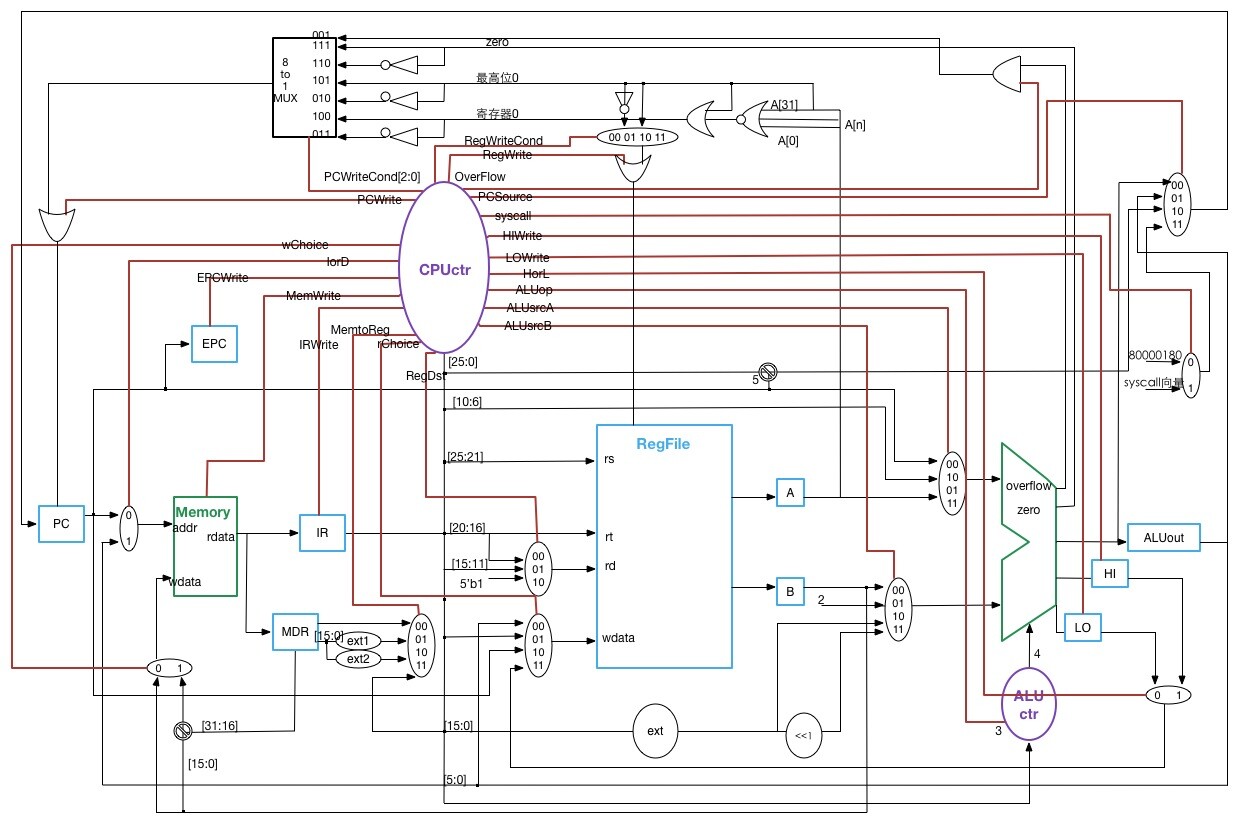 001
8
to
1
MUX
111
110
101
010
100
011
zero
最高位0
寄存器0
A[31]
A[n]
A[0]
00 01 10 11
RegWriteCond
RegWrite
PCWriteCond[2:0]
OverFlow
PCWrite
PCSource
syscall
wChoice
HIWrite
IorD
LOWrite
CPUctr
HorL
EPCWrite
ALUop
MemWrite
ALUsrcA
MemtoReg
ALUsrcB
IRWrite
rChoice
EPC
RegDst
[25:0]
5
[10:6]
00
01
10
11
80000180
0
syscall向量
1
RegFile
[25:21]
rs
00
10
01
11
overflow
zero
A
PC
0
1
Memory
addr
rdata
wdata
IR
[20:16]
rt
[15:11]
rd
5'b1
00
01
10
ALUout
HI
LO
B
2
00
01
10
11
MDR
[15:0]
ext1
ext2
00
01
10
11
00
01
10
11
wdata
4
0 1
ALU
ctr
3
0 1
[31:16]
[15:0]
ext
<<1
[15:0]
[5:0]